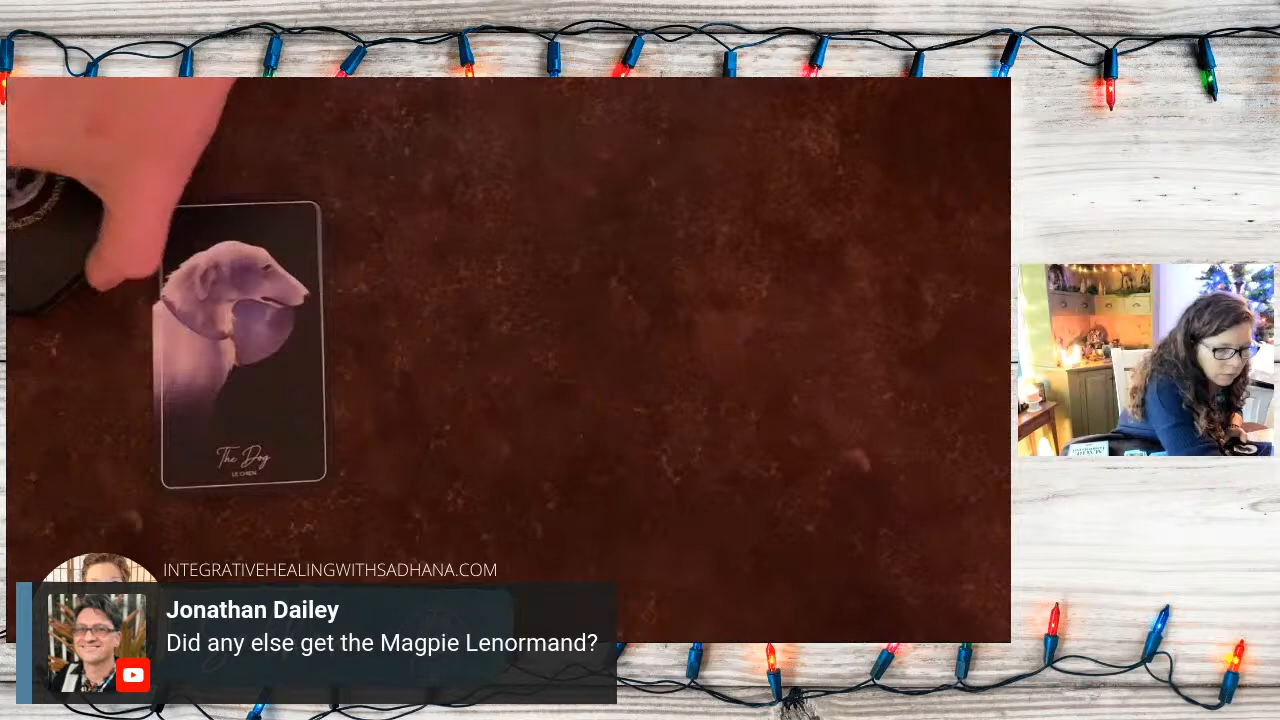 The Dog
LE CHIEN
INTEGRATIVEHEALINGWITHSADHANA.COM
Jonathan Dailey
Did any else get the Magpie Lenormand?